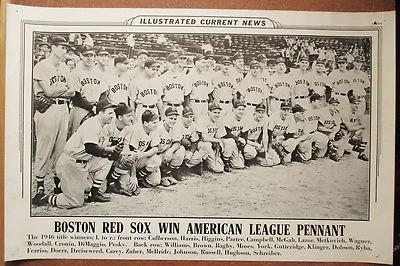 ILLUSTRATED CURRENT NEWS
BOSTON RED SOX WIN AMERICAN LEAGUE PENNANT
The 1946 title winners: l. to r.: front row: Culberson, Harris, Higgins, Partee, Campbell, McGah, Lazor, Metkovich, Wagner,
Woodall, Cronin, DiMaggio, Pesky. Back row: Williams, Brown, Bagby, Moses, York, Gutteridge, Klinger, Dobson, Ryba,
Ferriss, Doerr, Dreisewerd, Carey, Zuber, McBride, Johnson, Russell, Hughson, Schreiber.